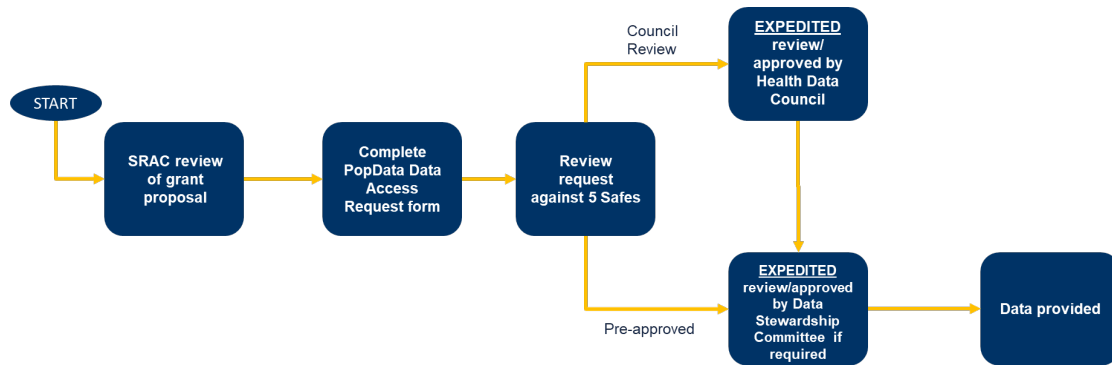 START
SRAC review
of grant
proposal
Complete
PopData Data
Access
Request form
Review
request
against 5 Safes
Council
Review
EXPEDITED
review/
approved by
Health Data
Council
Pre-approved
EXPEDITED
review/approved
by Data
Stewardship
Committee if
required
Data provided